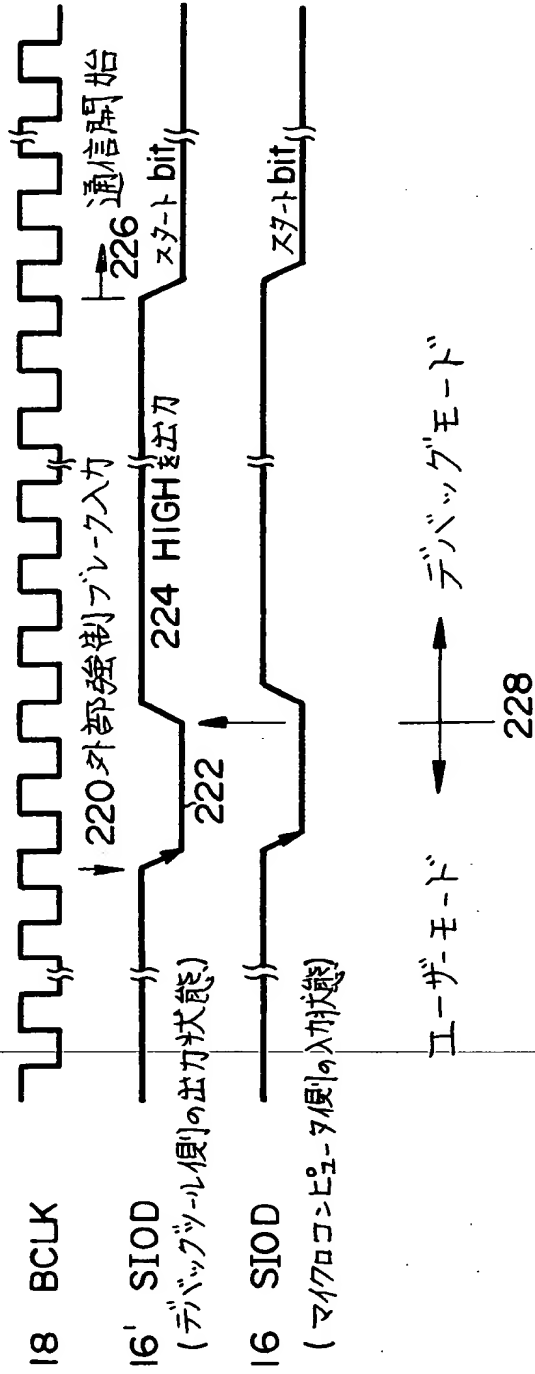 18 BCLK
220 外部強制ブレーク入力
226 通信開始
16' SIOD
(デバッグツール側の出力状態)
222
224 HIGHを出力
スタートbit
16 SIOD
(マイクロコンピュータ側の入力状態)
スタートbit
ユーザーモード
デバッグモード
228